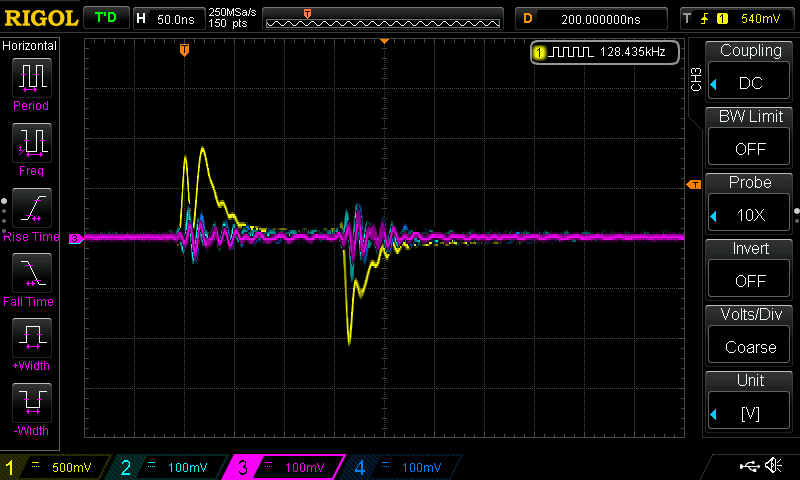 RIGOL T'D H 50.0ns 250MSa/s 150 pts T D 200.000000ns T 1 540mV
Horizontal
Period
Freq
Rise Time
Fall Time
+Width
-Width
T
1 128.435kHz
T
3
CH3
Coupling
DC
BW Limit
OFF
Probe
10X
Invert
OFF
Volts/Div
Coarse
Unit
[V]
1 500mV 2 100mV 3 100mV 4 100mV